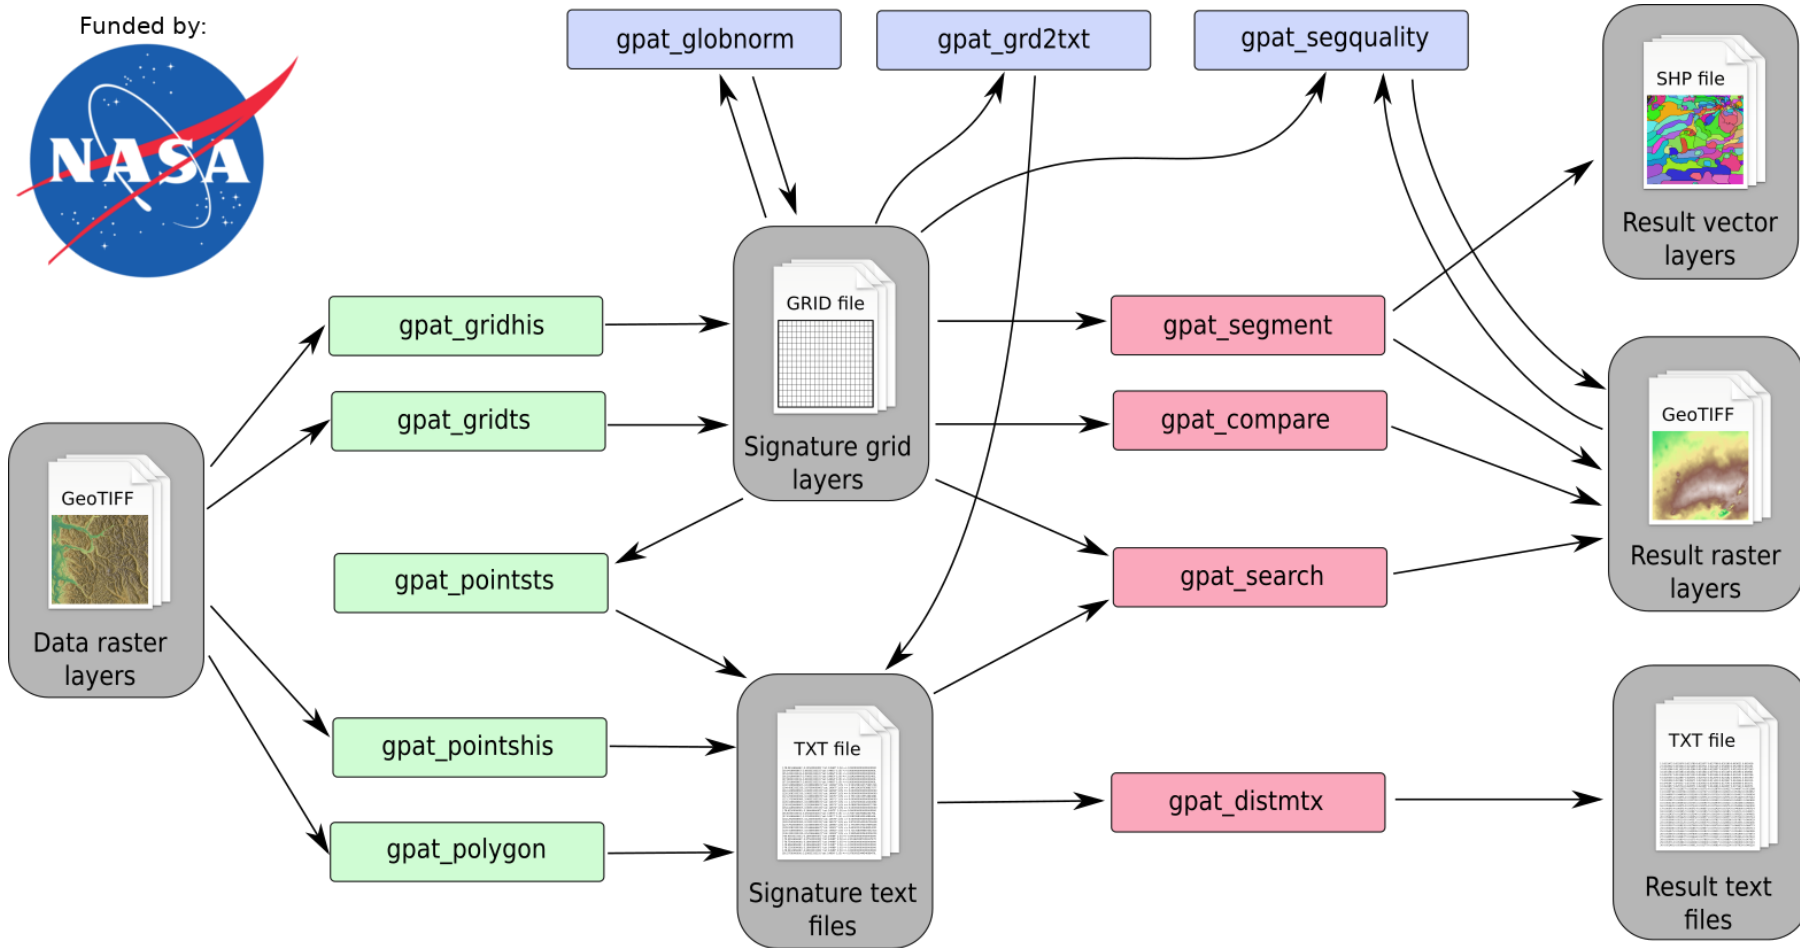 Funded by:
NASA
gpat_globnorm
gpat_grd2txt
gpat_segquality
SHP file
Result vector
layers
gpat_gridhis
GRID file
Signature grid
layers
gpat_segment
gpat_gridts
gpat_compare
GeoTIFF
Result raster
layers
GeoTIFF
Data raster
layers
gpat_pointsts
gpat_search
gpat_pointshis
TXT file
Signature text
files
gpat_polygon
gpat_distmtx
TXT file
Result text
files